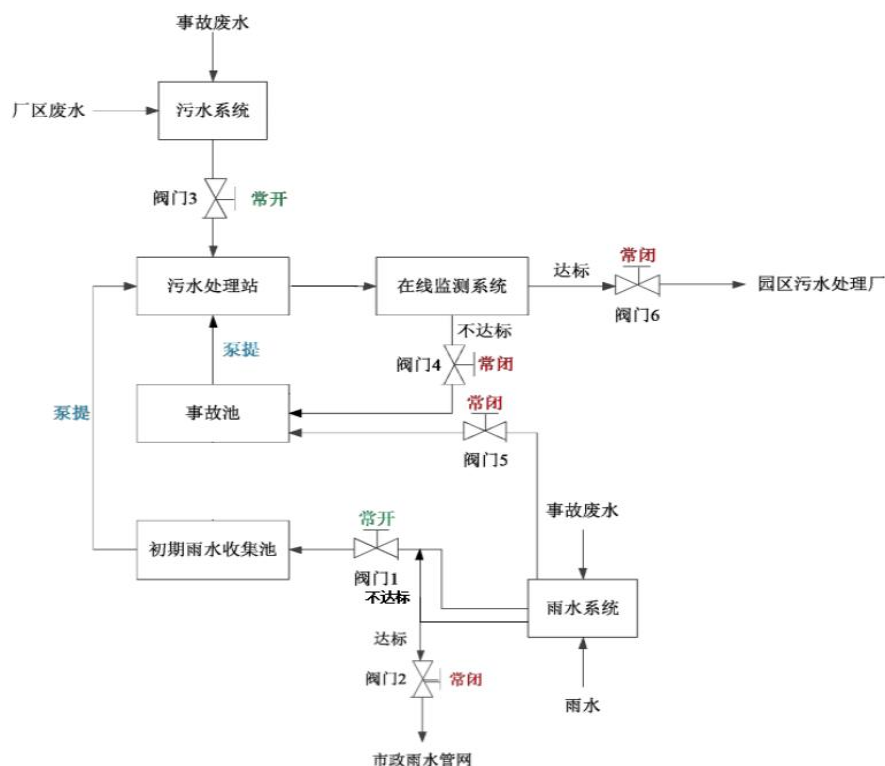 事故废水
厂区废水
污水系统
阀门3
常开
污水处理站
在线监测系统
达标
常闭
阀门6
园区污水处理厂
不达标
泵提
阀门4
常闭
泵提
事故池
常闭
阀门5
事故废水
初期雨水收集池
常开
阀门1
不达标
雨水系统
达标
阀门2
常闭
雨水
市政雨水管网